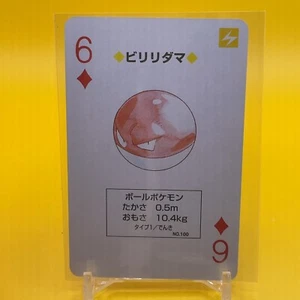 6
◆ビリリダマ◆
ボールポケモン
たかさ 0.5m
おもさ 10.4kg
タイプ1/でんき
NO.100
6